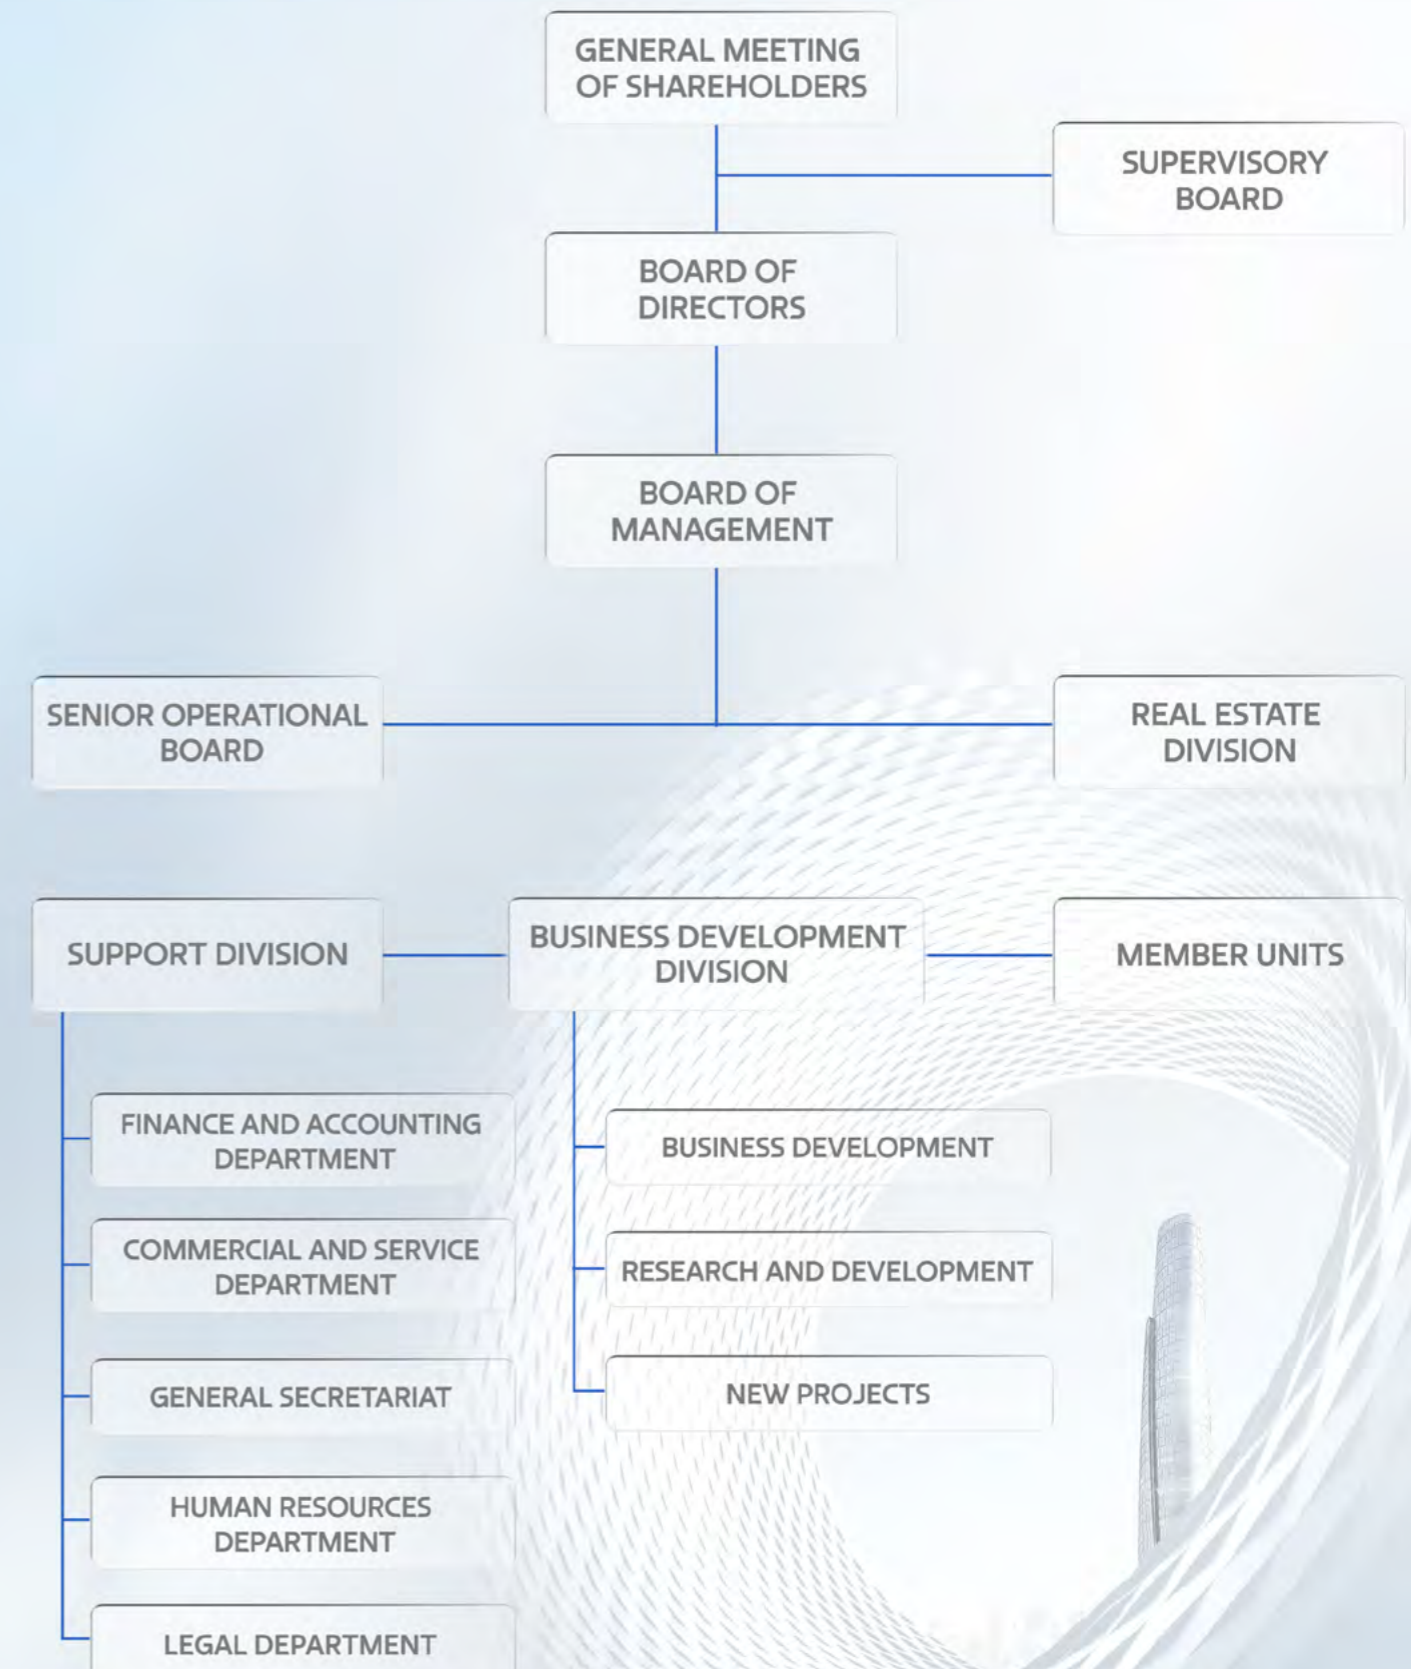 GENERAL MEETING
OF SHAREHOLDERS
SUPERVISORY
BOARD
BOARD OF
DIRECTORS
BOARD OF
MANAGEMENT
SENIOR OPERATIONAL
BOARD
REAL ESTATE
DIVISION
SUPPORT DIVISION
BUSINESS DEVELOPMENT
DIVISION
MEMBER UNITS
FINANCE AND ACCOUNTING
DEPARTMENT
COMMERCIAL AND SERVICE
DEPARTMENT
GENERAL SECRETARIAT
HUMAN RESOURCES
DEPARTMENT
LEGAL DEPARTMENT
BUSINESS DEVELOPMENT
RESEARCH AND DEVELOPMENT
NEW PROJECTS